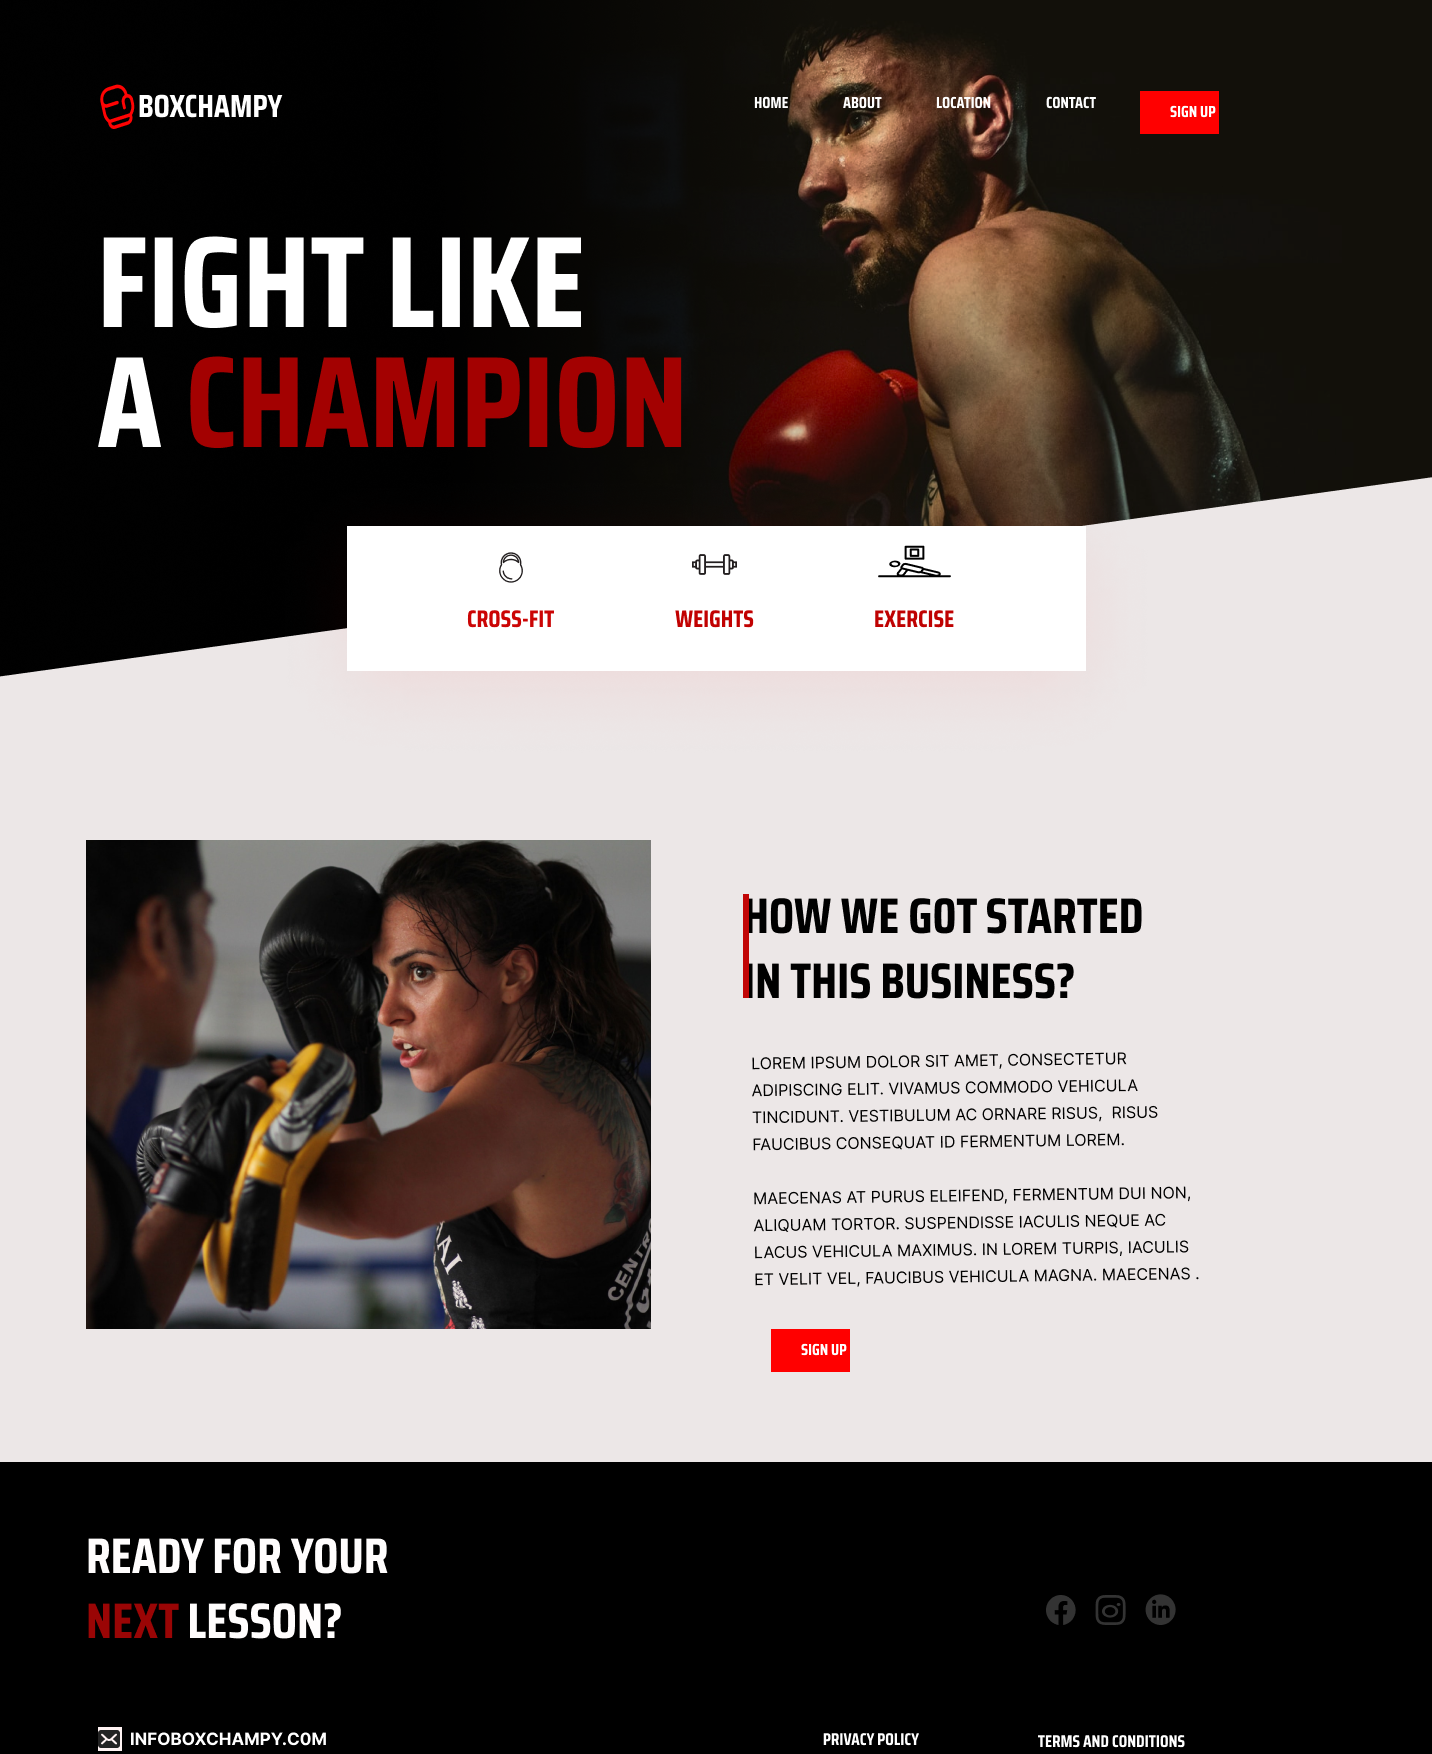 BOXCHAMPY
HOME ABOUT LOCATION CONTACT SIGN UP
FIGHT LIKE
A CHAMPION
CROSS-FIT WEIGHTS EXERCISE
HOW WE GOT STARTED
IN THIS BUSINESS?
LOREM IPSUM DOLOR SIT AMET, CONSECTETUR
ADIPISCING ELIT. VIVAMUS COMMODO VEHICULA
TINCIDUNT. VESTIBULUM AC ORNARE RISUS, RISUS
FAUCIBUS CONSEQUAT ID FERMENTUM LOREM.
MAECENAS AT PURUS ELEIFEND, FERMENTUM DUI NON,
ALIQUAM TORTOR. SUSPENDISSE IACULIS NEQUE AC
LACUS VEHICULA MAXIMUS. IN LOREM TURPIS, IACULIS
ET VELIT VEL, FAUCIBUS VEHICULA MAGNA. MAECENAS .
SIGN UP
READY FOR YOUR
NEXT LESSON?
in
INFOBOXCHAMPY.C0M
PRIVACY POLICY
TERMS AND CONDITIONS